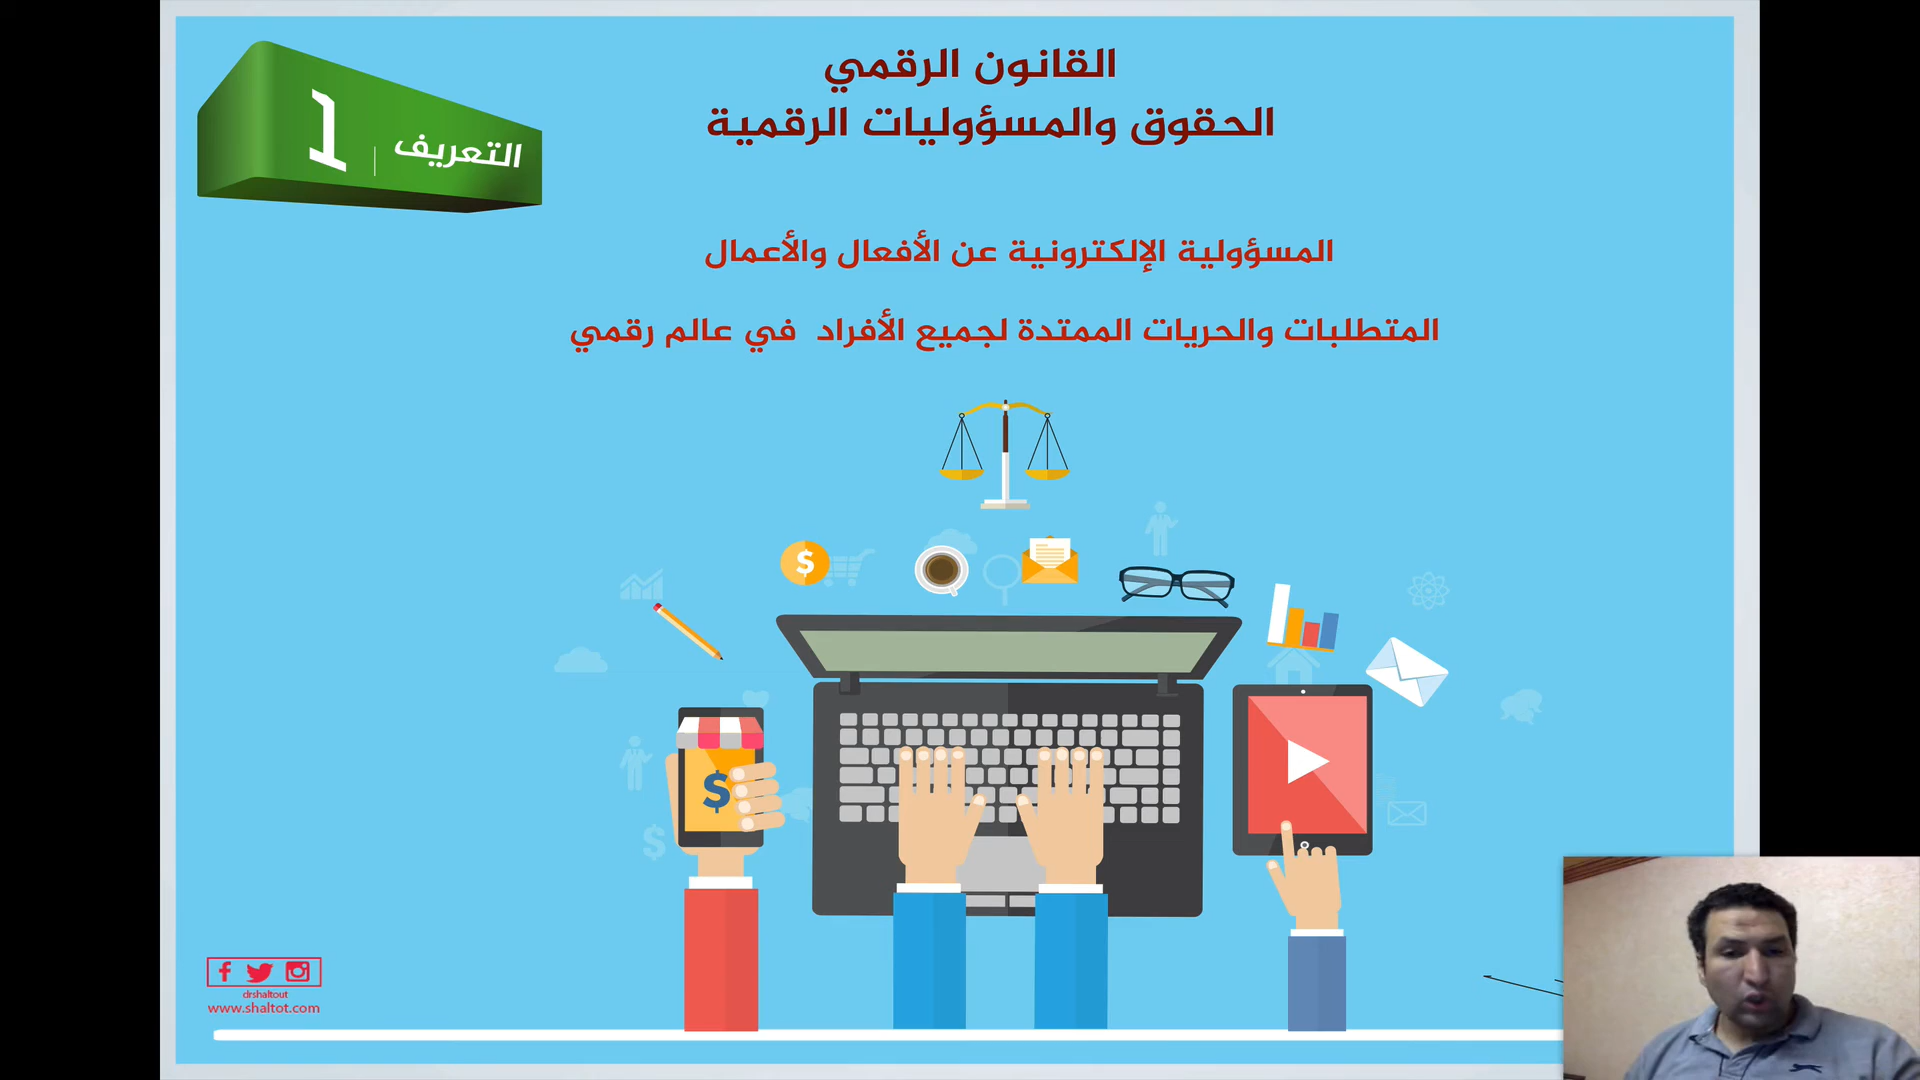 القانون الرقمي
الحقوق والمسؤوليات الرقمية
التعريف 1
المسؤولية الإلكترونية عن الأفعال والأعمال
المتطلبات والحريات الممتدة لجميع الأفراد في عالم رقمي
$
$
$
drshaltout
www.shaltot.com